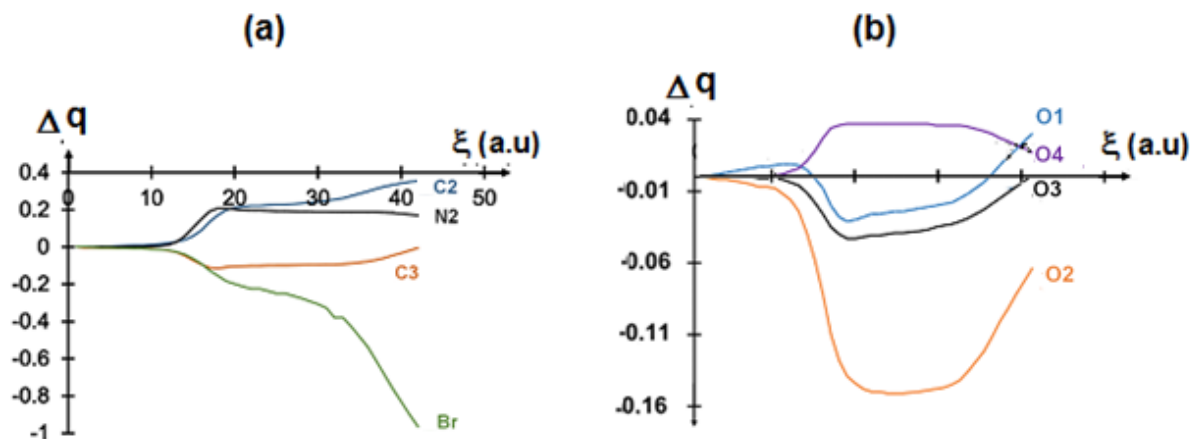 (a)
Δ q
ξ (a.u)
0.4
0.2
0
-0.2
-0.4
-0.6
-0.8
-1
0
10
20
30
40
50
C2
N2
C3
Br
(b)
Δ q
ξ (a.u)
0.04
-0.01
-0.06
-0.11
-0.16
O1
O4
O3
O2